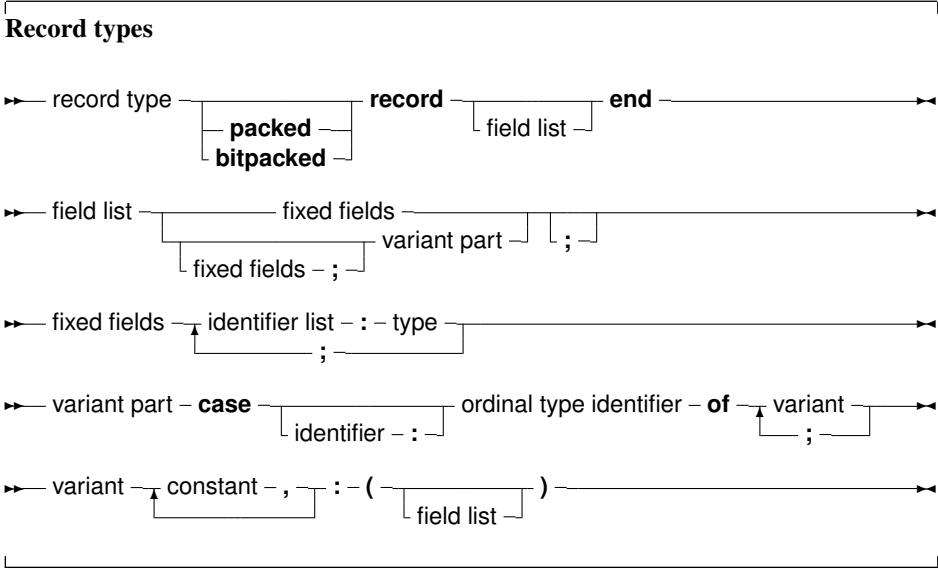 Record types
record type packed bitpacked record field list end
field list fixed fields fixed fields ; variant part ;
fixed fields identifier list : type ;
variant part case identifier : ordinal type identifier of variant ;
variant constant , : ( field list )